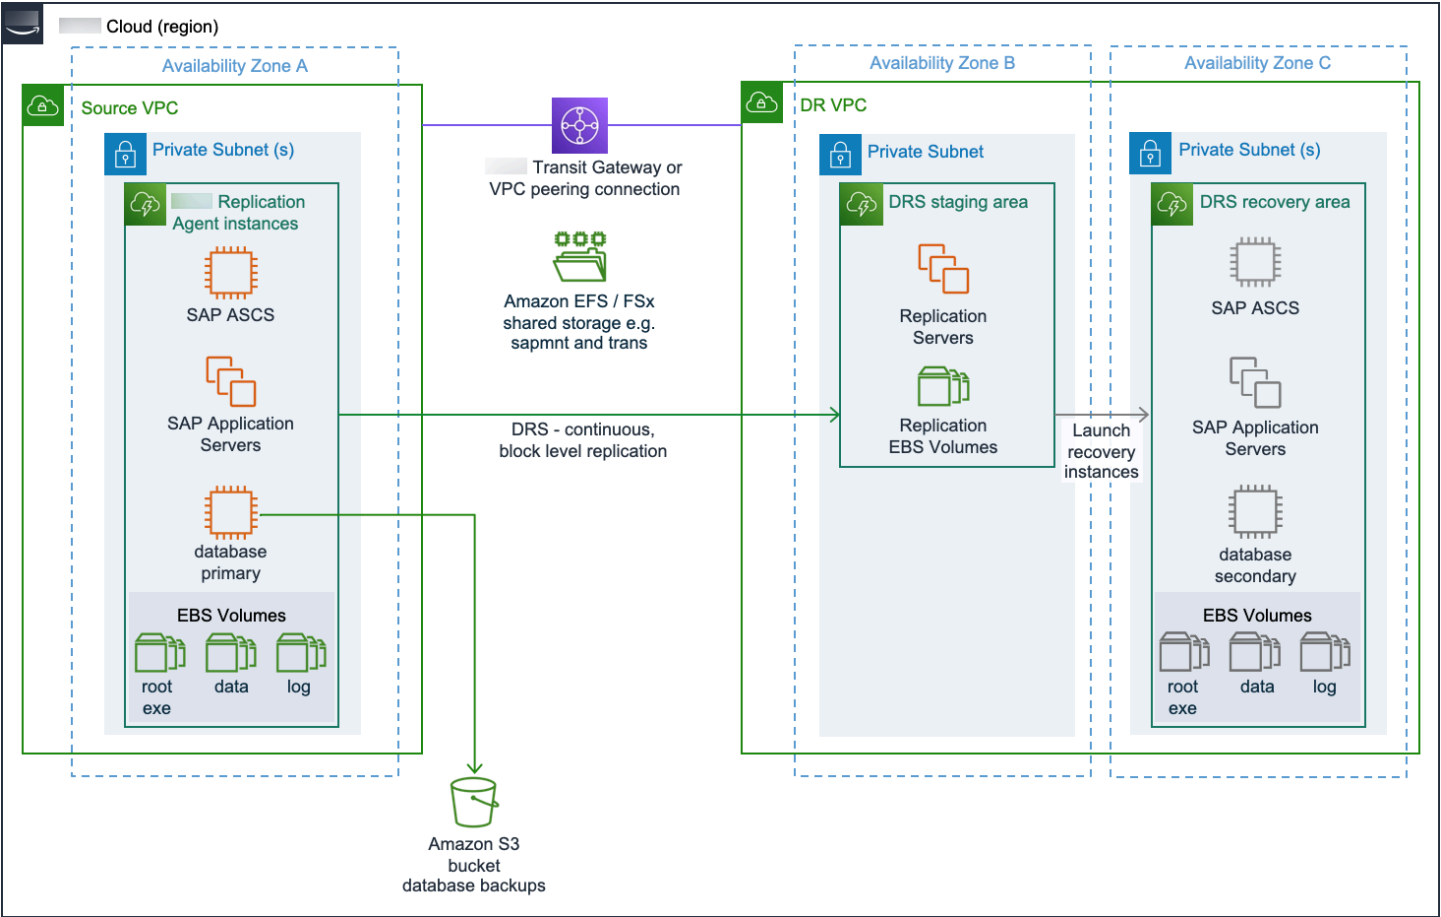 Cloud (region)
Availability Zone A
Source VPC
Private Subnet (s)
Replication
Agent instances
SAP ASCS
SAP Application
Servers
database
primary
EBS Volumes
root
exe
data
log
Transit Gateway or
VPC peering connection
Amazon EFS / FSx
shared storage e.g.
sapmnt and trans
DRS - continuous,
block level replication
Amazon S3
bucket
database backups
Availability Zone B
DR VPC
Private Subnet
DRS staging area
Replication
Servers
Replication
EBS Volumes
Launch
recovery
instances
Availability Zone C
Private Subnet (s)
DRS recovery area
SAP ASCS
SAP Application
Servers
database
secondary
EBS Volumes
root
exe
data
log